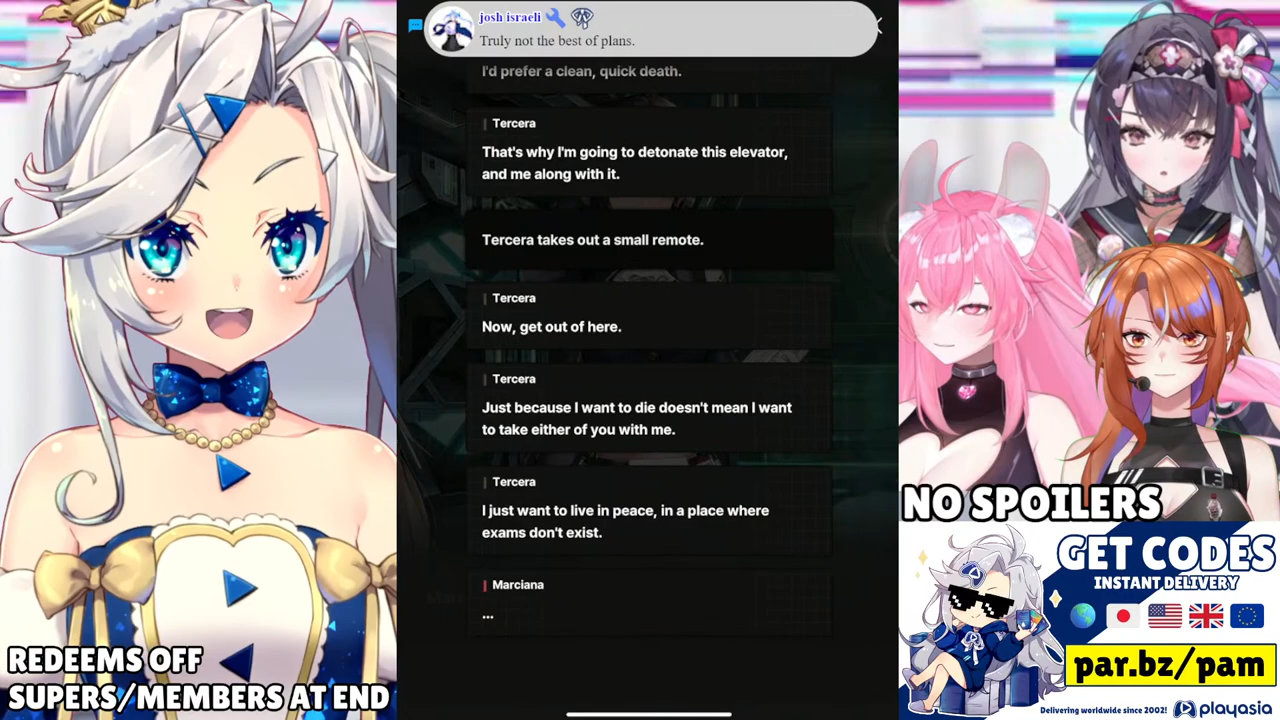 josh israeli
Truly not the best of plans.
I'd prefer a clean, quick death.
Tercera
That's why I'm going to detonate this elevator,
and me along with it.
Tercera takes out a small remote.
Tercera
Now, get out of here.
Tercera
Just because I want to die doesn't mean I want
to take either of you with me.
Tercera
I just want to live in peace, in a place where
exams don't exist.
Marciana
...
REDEEMS OFF
SUPERS/MEMBERS AT END
NO SPOILERS
GET CODES
INSTANT DELIVERY
par.bz/pam
Delivering worldwide since 2002! playasia